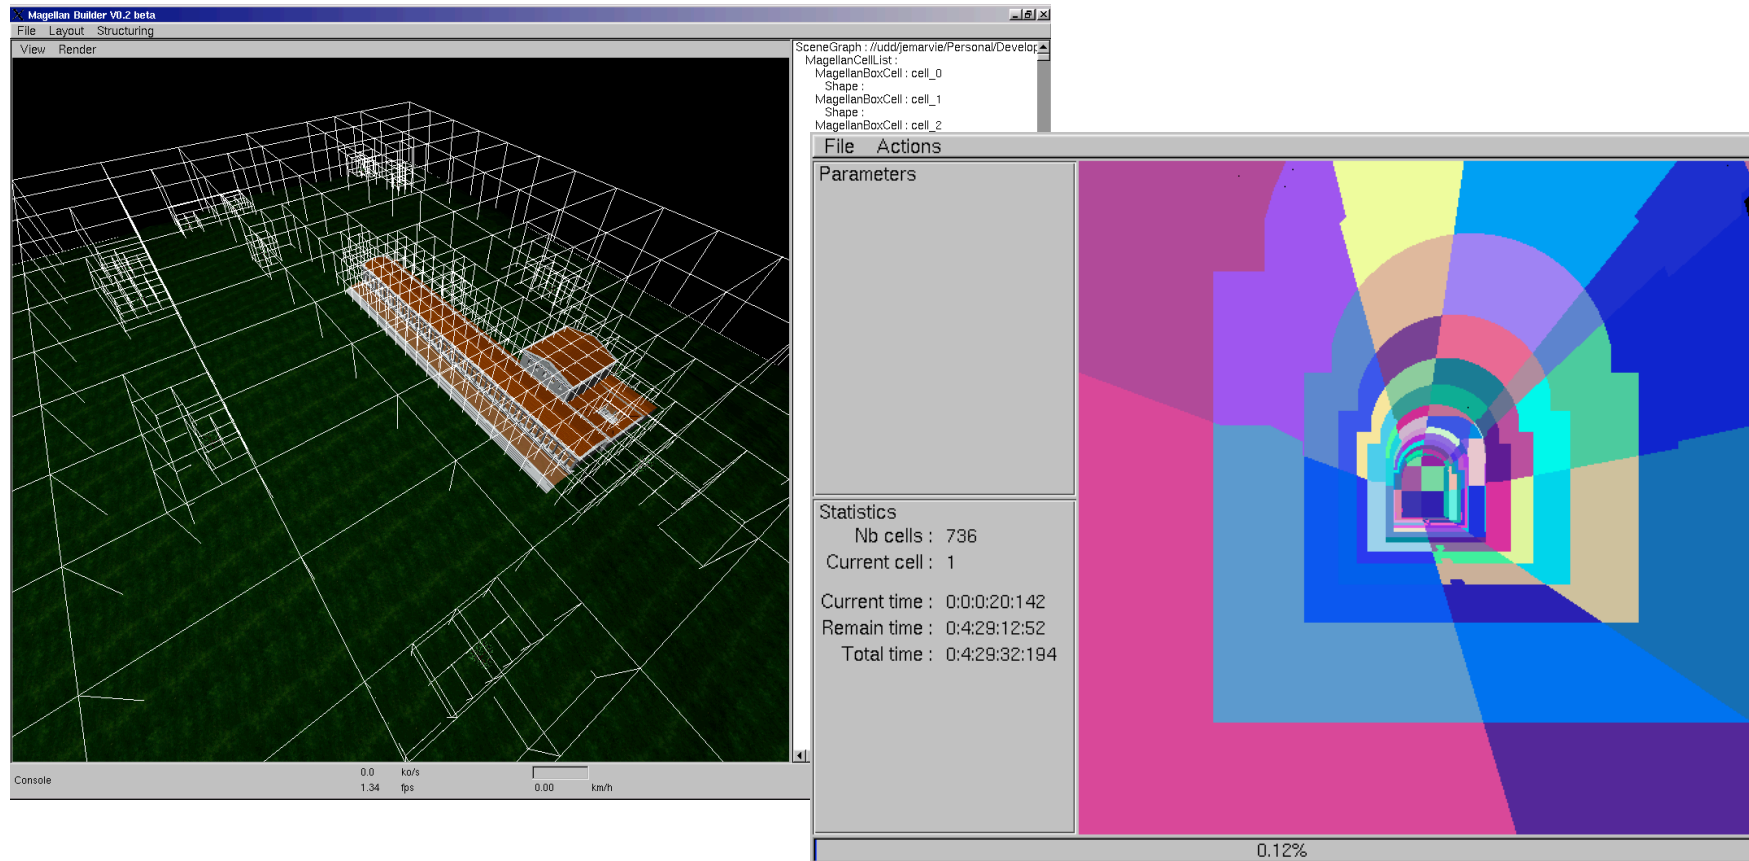 Magellan Builder V0.2 beta
File Layout Structuring
View Render
SceneGraph : //udd/jemarvie/Personal/Develop
MagellanCellList :
MagellanBoxCell : cell_0
Shape :
MagellanBoxCell : cell_1
Shape :
MagellanBoxCell : cell_2
Console
0.0 ko/s
1.34 fps 0.00 km/h
File Actions
Parameters
Statistics
Nb cells : 736
Current cell : 1
Current time : 0:0:0:20:142
Remain time : 0:4:29:12:52
Total time : 0:4:29:32:194
0.12%